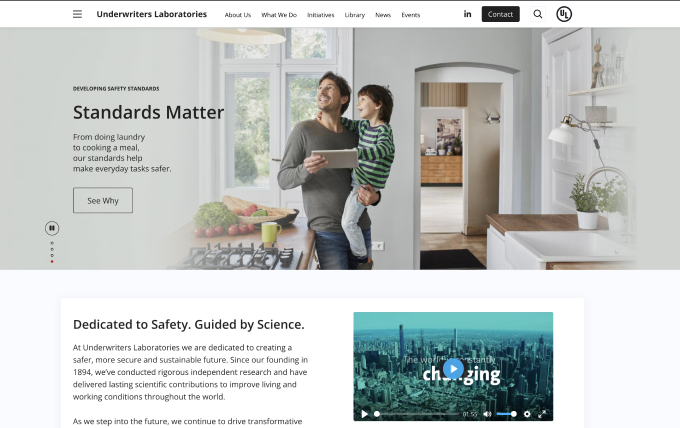 Underwriters Laboratories
About Us
What We Do
Initiatives
Library
News
Events
in
Contact
UL
DEVELOPING SAFETY STANDARDS
Standards Matter
From doing laundry
to cooking a meal,
our standards help
make everyday tasks safer.
See Why
Dedicated to Safety. Guided by Science.
At Underwriters Laboratories we are dedicated to creating a
safer, more secure and sustainable future. Since our founding in
1894, we've conducted rigorous independent research and have
delivered lasting scientific contributions to improve living and
working conditions throughout the world.
As we step into the future, we continue to drive transformative
The world is constantly
changing
01:55